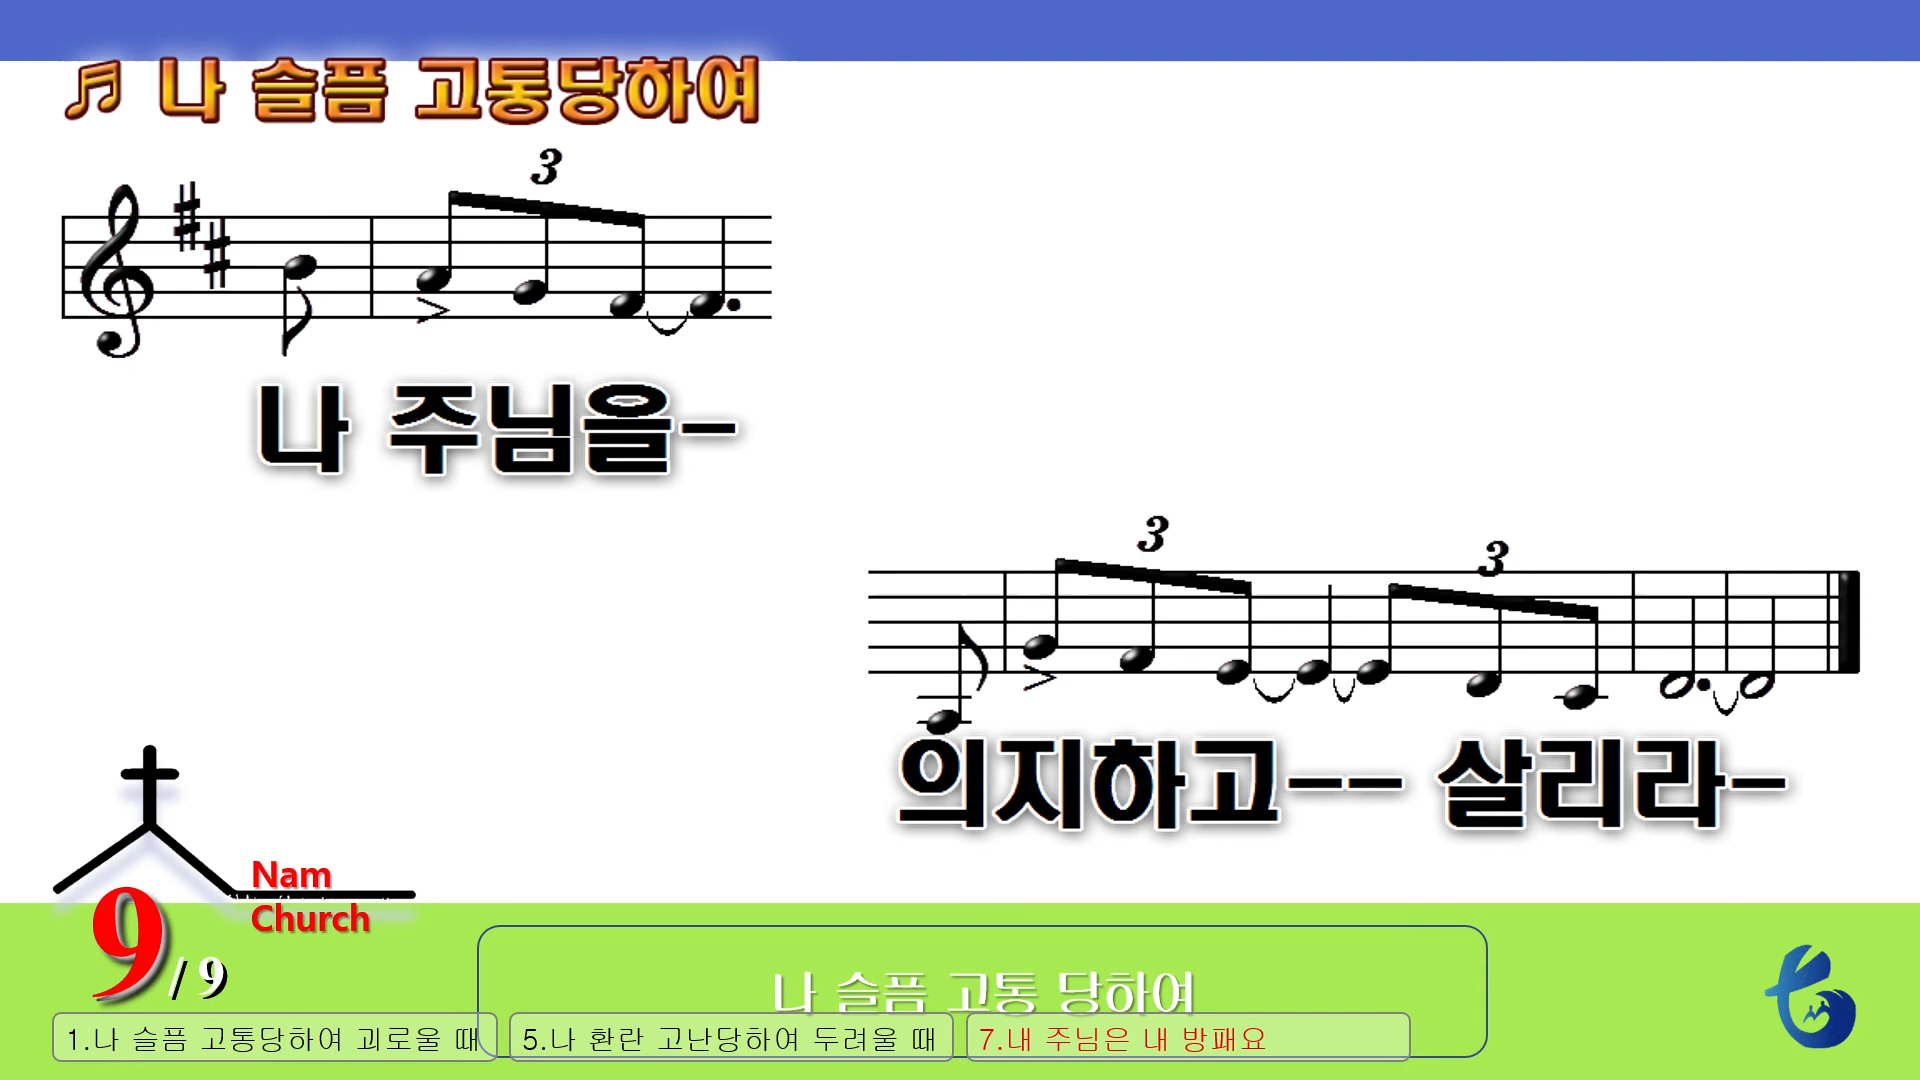 나 슬픔 고통당하여
3
나 주님을-
3 3
의지하고-- 살리라-
Nam
Church
9 / 9
나 슬픔 고통 당하여
1.나 슬픔 고통당하여 괴로울 때
5.나 환란 고난당하여 두려울 때
7.내 주님은 내 방패요